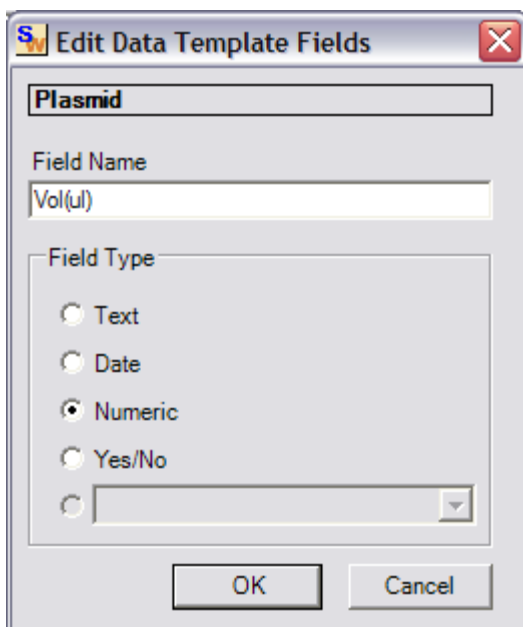 SW Edit Data Template Fields
Plasmid
Field Name
Vol(ul)
Field Type
Text
Date
Numeric
Yes/No
OK Cancel